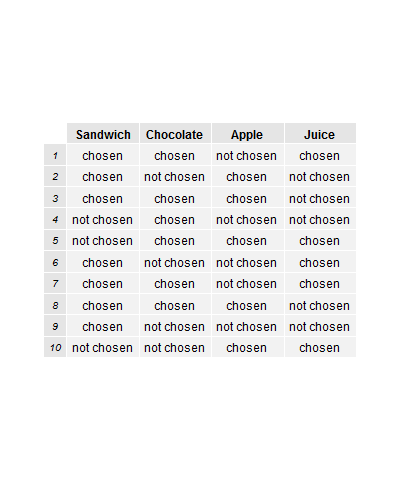 Sandwich Chocolate Apple Juice
1 chosen chosen not chosen chosen
2 chosen not chosen chosen not chosen
3 chosen chosen chosen not chosen
4 not chosen chosen not chosen not chosen
5 not chosen chosen chosen chosen
6 chosen not chosen not chosen chosen
7 chosen chosen not chosen chosen
8 chosen chosen chosen not chosen
9 chosen not chosen not chosen not chosen
10 not chosen not chosen chosen chosen